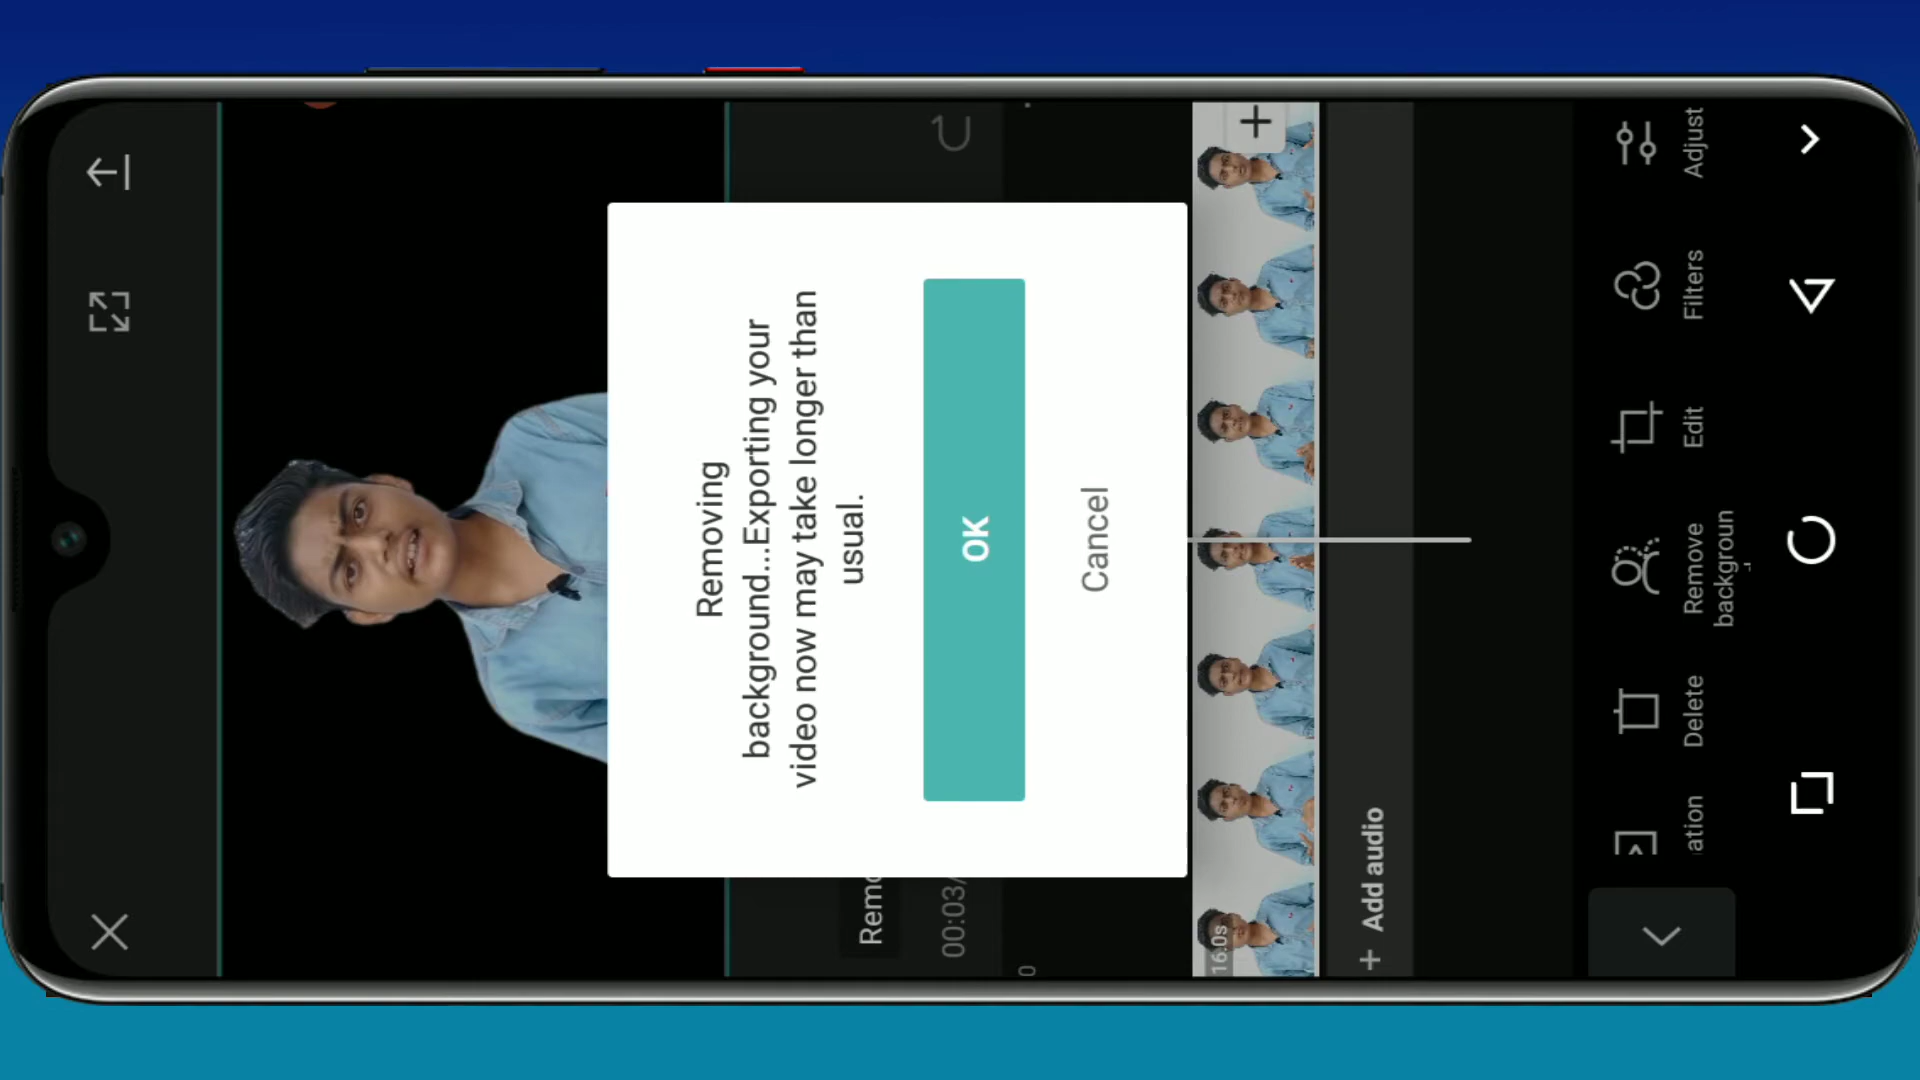 Removing
background...Exporting your
video now may take longer than
usual.
OK
Cancel
00:03/
0
16.0s
+ Add audio
Delete
Remove
backgroun
Edit
Filters
Adjust